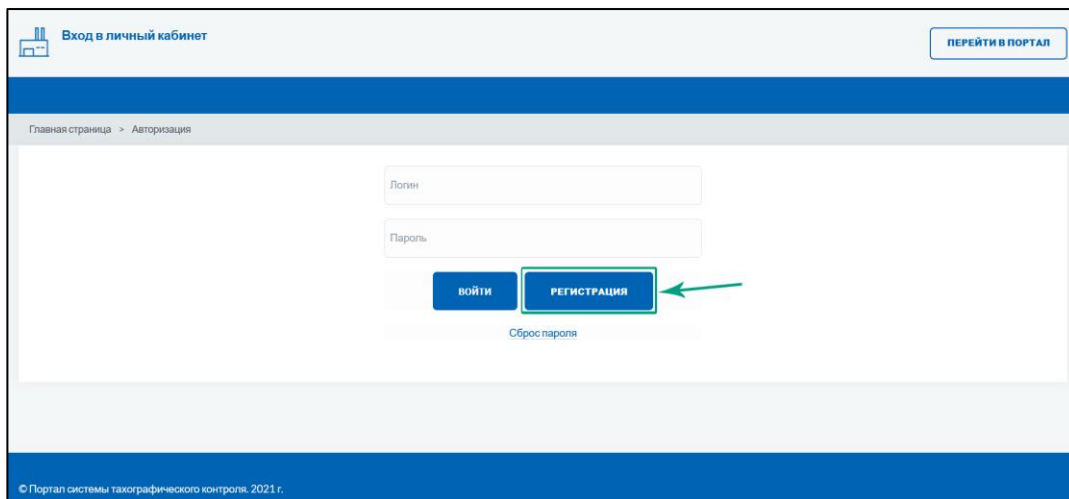 Вход в личный кабинет
ПЕРЕЙТИ В ПОРТАЛ
Главная страница > Авторизация
Логин
Пароль
ВОЙТИ
РЕГИСТРАЦИЯ
Сброс пароля
© Портал системы тахографического контроля. 2021 г.